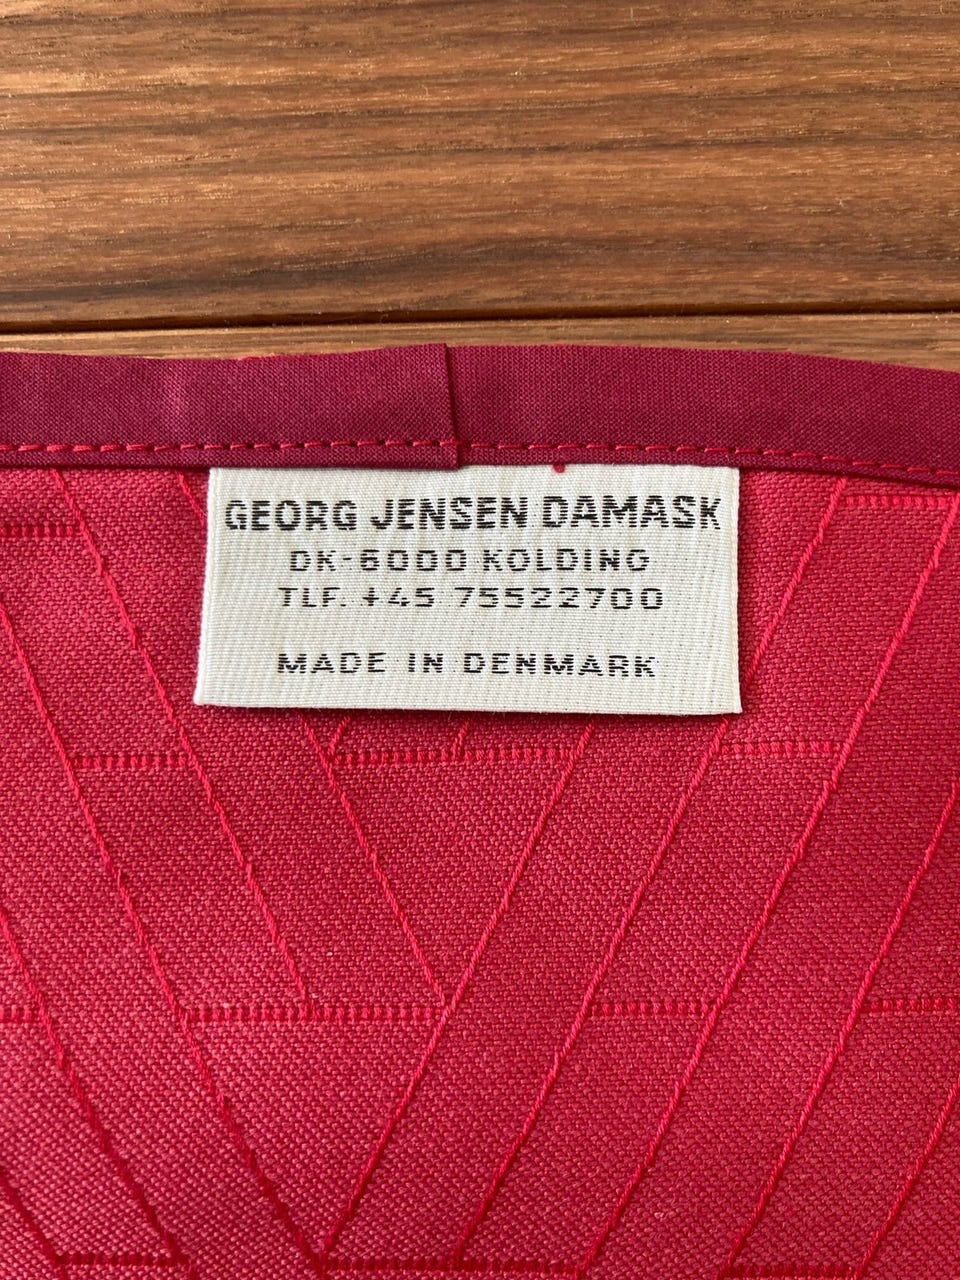 GEORG JENSEN DAMASK
DK-6000 KOLDING
TLF. +45 75522700
MADE IN DENMARK